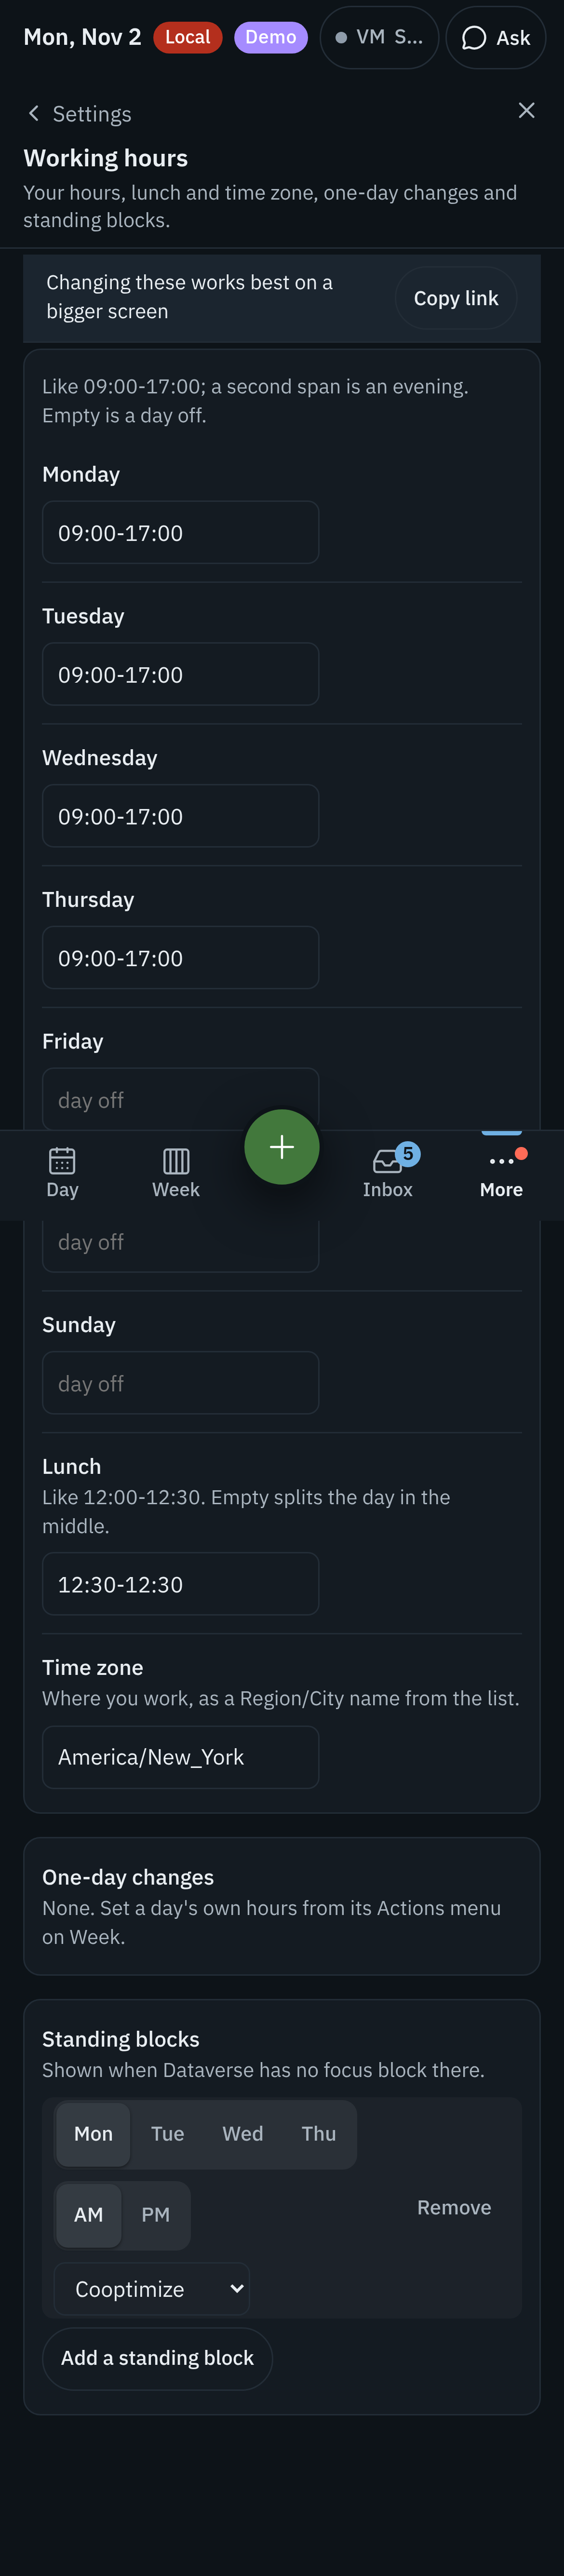 Mon, Nov 2 Local Demo VM S... Ask
Settings
Working hours
Your hours, lunch and time zone, one-day changes and
standing blocks.
Changing these works best on a
bigger screen
Copy link
Like 09:00-17:00; a second span is an evening.
Empty is a day off.
Monday
09:00-17:00
Tuesday
09:00-17:00
Wednesday
09:00-17:00
Thursday
09:00-17:00
Friday
day off
Day Week Inbox 5 More
day off
Sunday
day off
Lunch
Like 12:00-12:30. Empty splits the day in the
middle.
12:30-12:30
Time zone
Where you work, as a Region/City name from the list.
America/New_York
One-day changes
None. Set a day's own hours from its Actions menu
on Week.
Standing blocks
Shown when Dataverse has no focus block there.
Mon Tue Wed Thu
AM PM
Remove
Cooptimize
Add a standing block